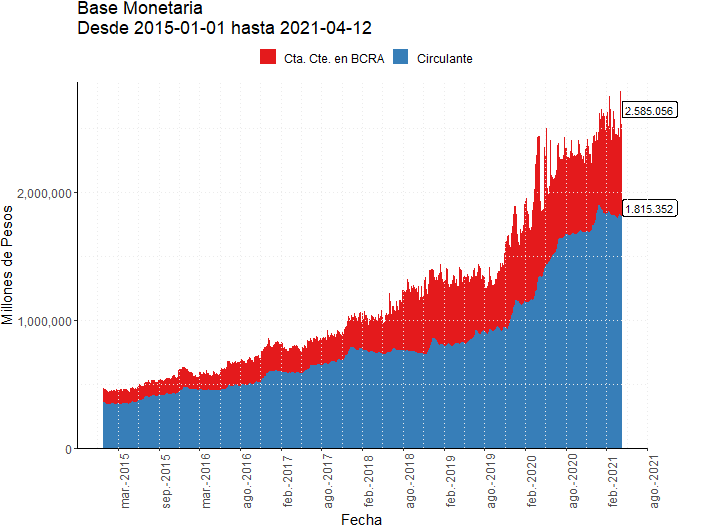 Base Monetaria
Desde 2015-01-01 hasta 2021-04-12
Cta. Cte. en BCRA
Circulante
Millones de Pesos
2,000,000
1,000,000
0
2.585.056
1.815.352
mar.-2015
sep.-2015
mar.-2016
ago.-2016
feb.-2017
ago.-2017
feb.-2018
ago.-2018
feb.-2019
ago.-2019
feb.-2020
ago.-2020
feb.-2021
ago.-2021
Fecha